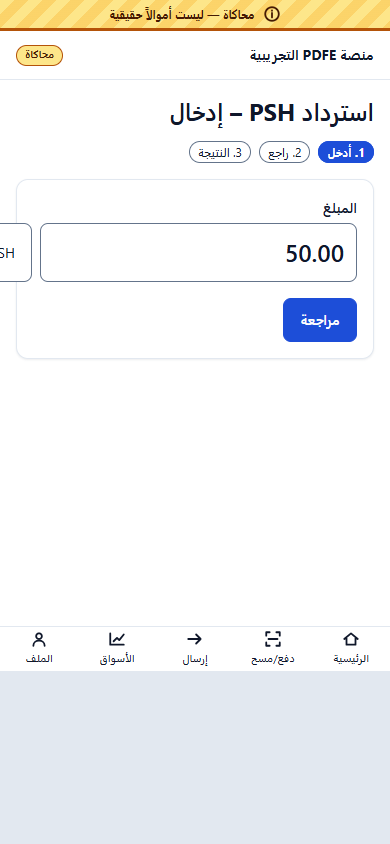 محاكاة — ليست أموالاً حقيقية
منصة PDFE التجريبية
محاكاة
استرداد PSH – إدخال
1. أدخل
2. راجع
3. النتيجة
المبلغ
50.00
مراجعة
الرئيسية
دفع/مسح
إرسال
الأسواق
الملف